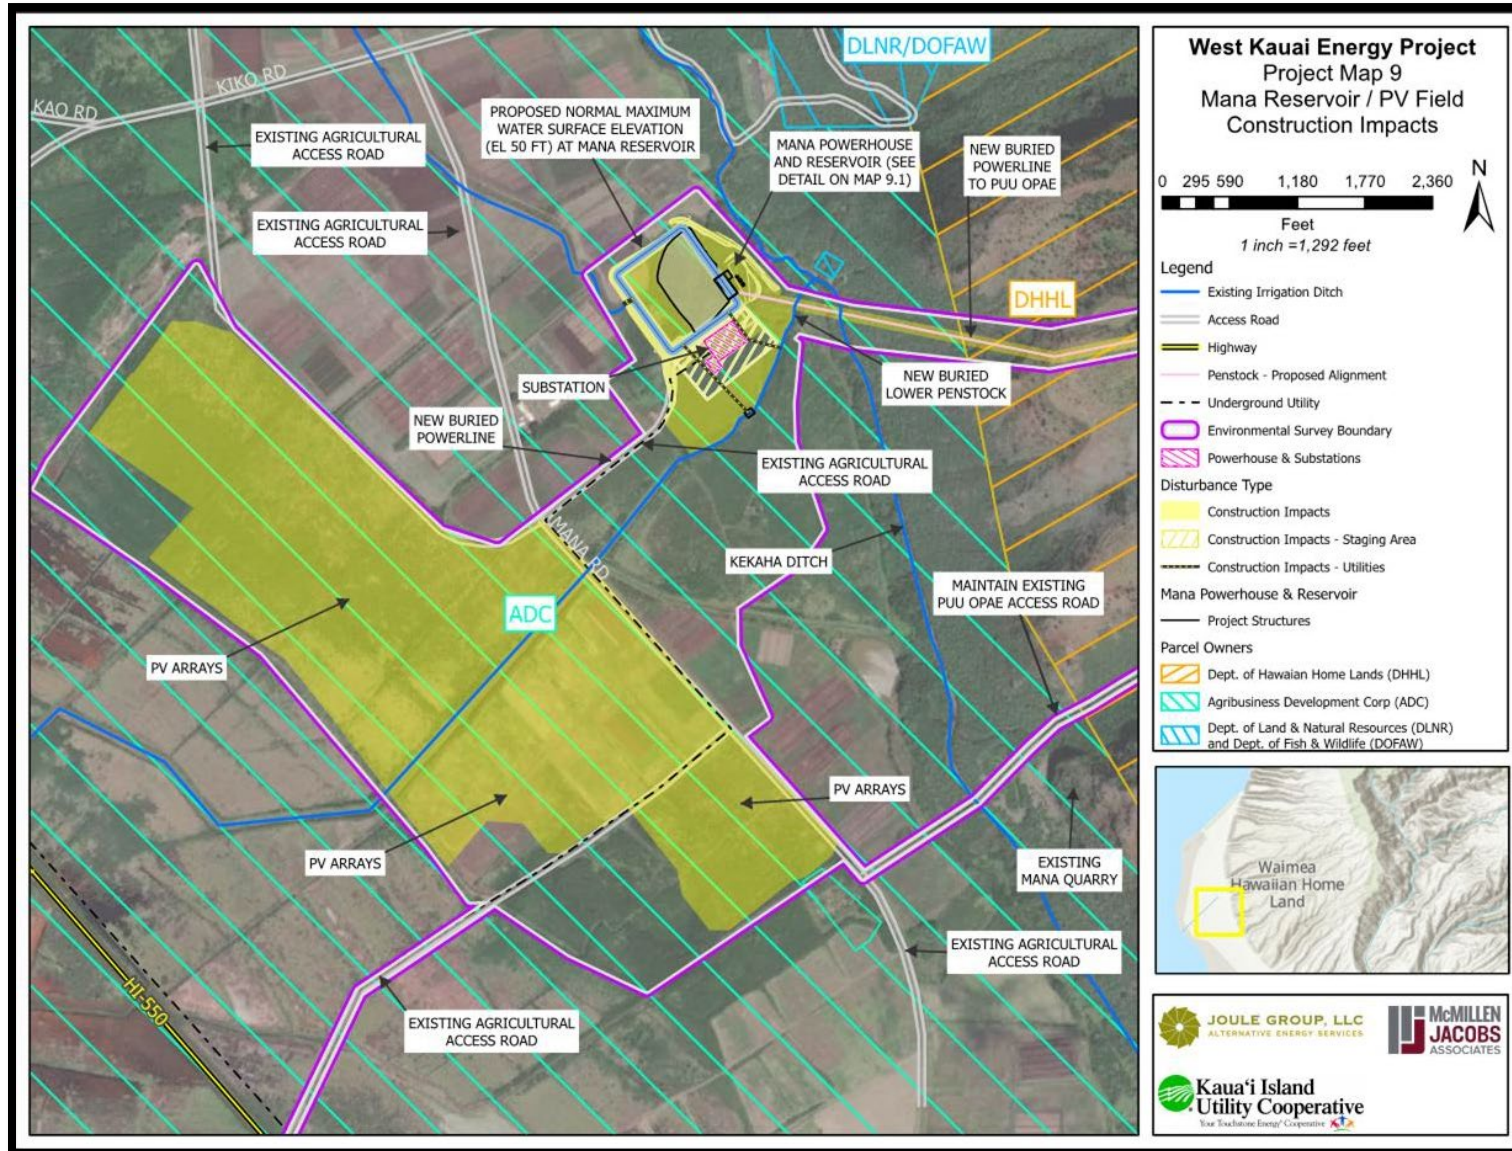 DLNR/DOFAW
KIKO RD
KAO RD
EXISTING AGRICULTURAL
ACCESS ROAD
PROPOSED NORMAL MAXIMUM
WATER SURFACE ELEVATION
(EL 50 FT) AT MANA RESERVOIR
MANA POWERHOUSE
AND RESERVOIR (SEE
DETAIL ON MAP 9.1)
NEW BURIED
POWERLINE
TO PUU OPAE
EXISTING AGRICULTURAL
ACCESS ROAD
DHHL
SUBSTATION
NEW BURIED
LOWER PENSTOCK
NEW BURIED
POWERLINE
EXISTING AGRICULTURAL
ACCESS ROAD
MANA RD
KEKAHA DITCH
MAINTAIN EXISTING
PUU OPAE ACCESS ROAD
ADC
PV ARRAYS
PV ARRAYS
PV ARRAYS
EXISTING
MANA QUARRY
EXISTING AGRICULTURAL
ACCESS ROAD
HI-550
EXISTING AGRICULTURAL
ACCESS ROAD
West Kauai Energy Project
Project Map 9
Mana Reservoir / PV Field
Construction Impacts
N
0 295 590 1,180 1,770 2,360
Feet
1 inch =1,292 feet
Legend
Existing Irrigation Ditch
Access Road
Highway
Penstock - Proposed Alignment
Underground Utility
Environmental Survey Boundary
Powerhouse & Substations
Disturbance Type
Construction Impacts
Construction Impacts - Staging Area
Construction Impacts - Utilities
Mana Powerhouse & Reservoir
Project Structures
Parcel Owners
Dept. of Hawaiian Home Lands (DHHL)
Agribusiness Development Corp (ADC)
Dept. of Land & Natural Resources (DLNR)
and Dept. of Fish & Wildlife (DOFAW)
Waimea
Hawaiian Home
Land
JOULE GROUP, LLC
ALTERNATIVE ENERGY SERVICES
McMILLEN
JACOBS
ASSOCIATES
Kaua‘i Island
Utility Cooperative
Your Touchstone Energy® Cooperative